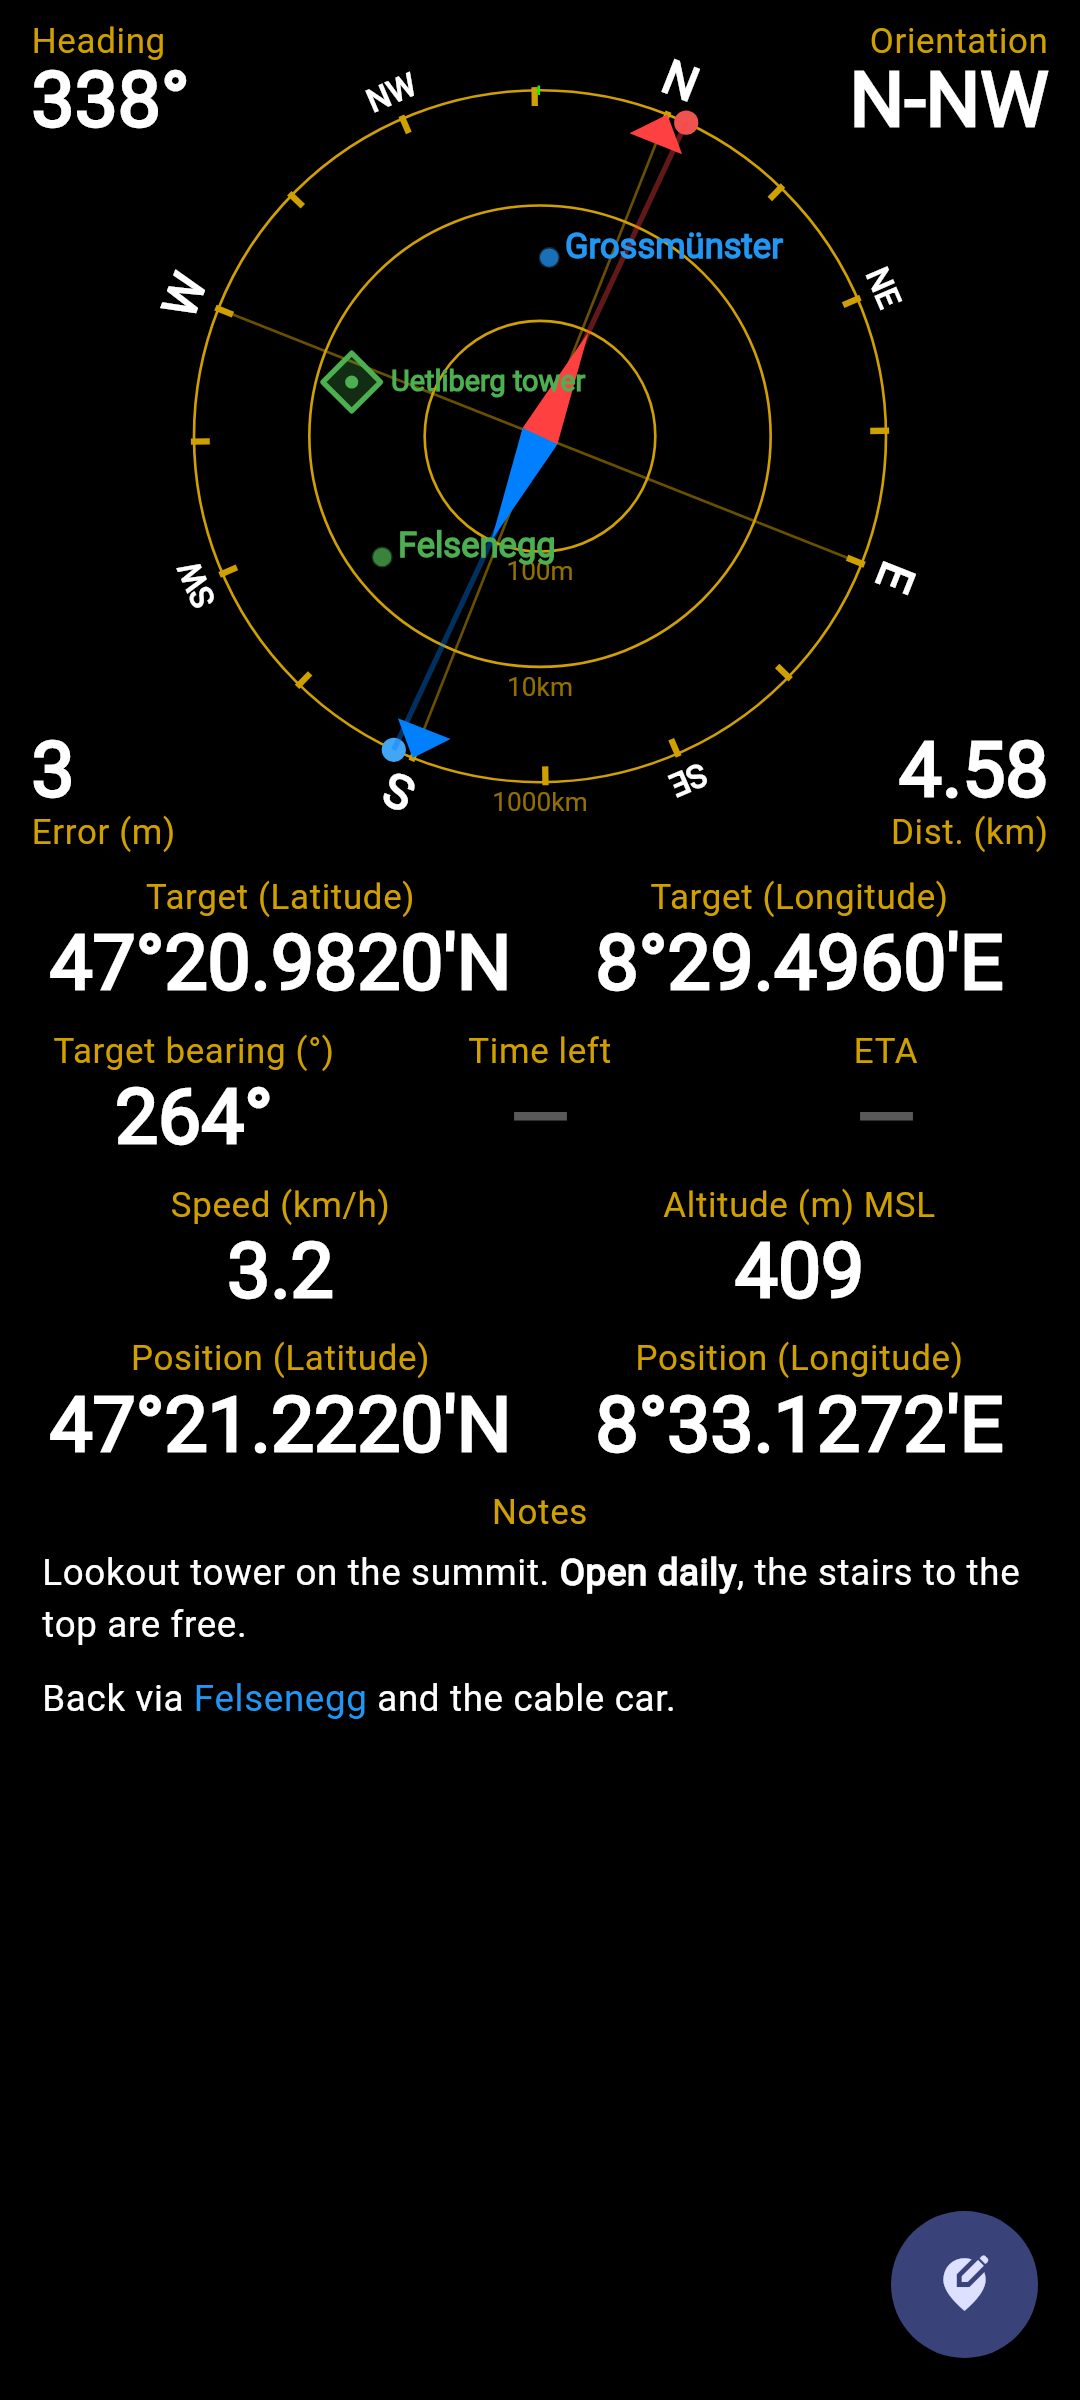 Heading
Orientation
338°
N-NW
NW
N
W
NE
Grossmünster
Uetliberg tower
Felsenegg
SW
E
100m
10km
S
SE
1000km
3
4.58
Error (m)
Dist. (km)
Target (Latitude)
Target (Longitude)
47°20.9820'N
8°29.4960'E
Target bearing (°)
Time left
ETA
264°
—
—
Speed (km/h)
Altitude (m) MSL
3.2
409
Position (Latitude)
Position (Longitude)
47°21.2220'N
8°33.1272'E
Notes
Lookout tower on the summit. Open daily, the stairs to the
top are free.
Back via Felsenegg and the cable car.